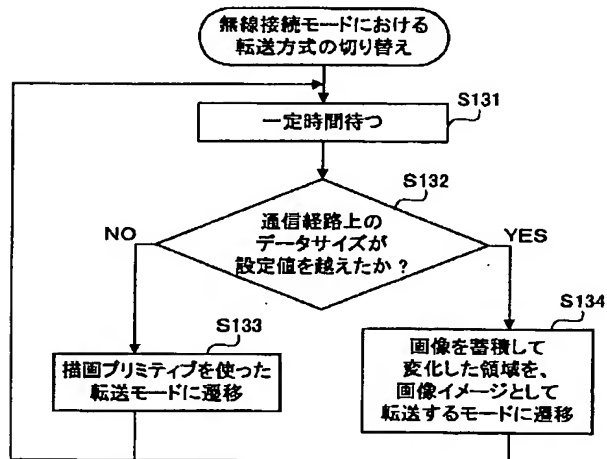 無線接続モードにおける
転送方式の切り替え
S131
一定時間待つ
S132
通信経路上の
データサイズが
設定値を越えたか？
NO
YES
S133
描画プリミティブを使った
転送モードに遷移
S134
画像を蓄積して
変化した領域を、
画像イメージとして
転送するモードに遷移